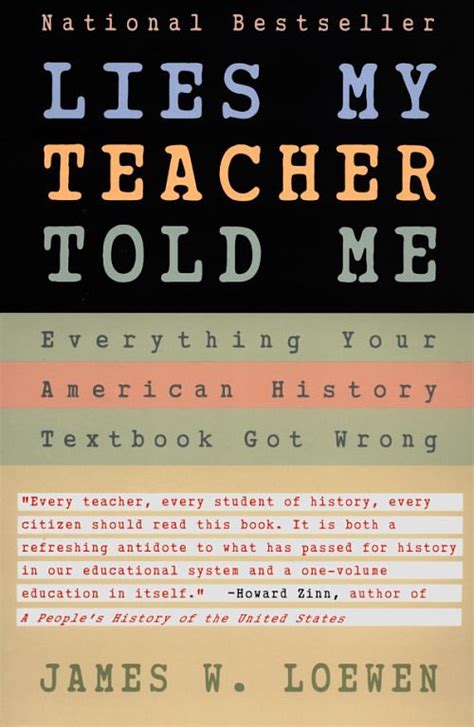 National Bestseller
LIES MY
TEACHER
TOLD ME
Everything Your
American History
Textbook Got Wrong
"Every teacher, every student of history, every
citizen should read this book. It is both a
refreshing antidote to what has passed for history
in our educational system and a one-volume
education in itself." -Howard Zinn, author of
A People's History of the United States
JAMES W. LOEWEN